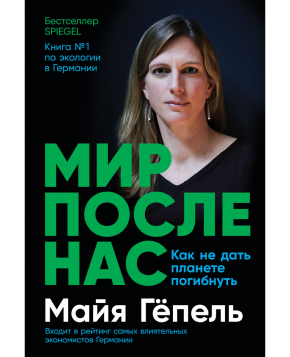 Бестселлер
SPIEGEL
Книга №1
по экологии
в Германии
МИР
ПОСЛЕ
НАС
Как не дать
планете
погибнуть
Майя Гёпель
Входит в рейтинг самых влиятельных
экономистов Германии